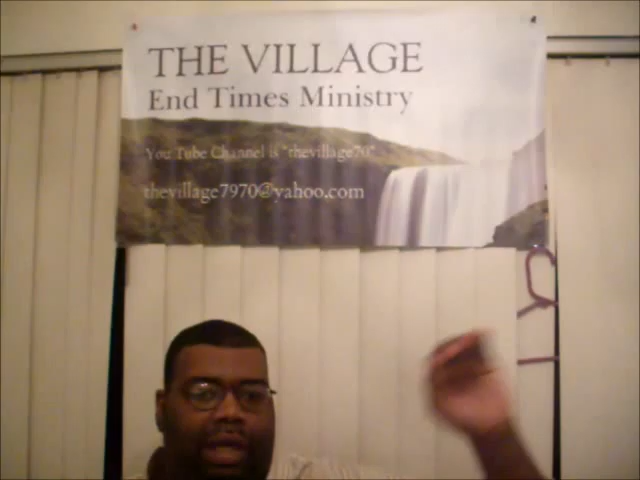 THE VILLAGE
End Times Ministry
You Tube Channel is "thevillage70"
thevillage7970@yahoo.com